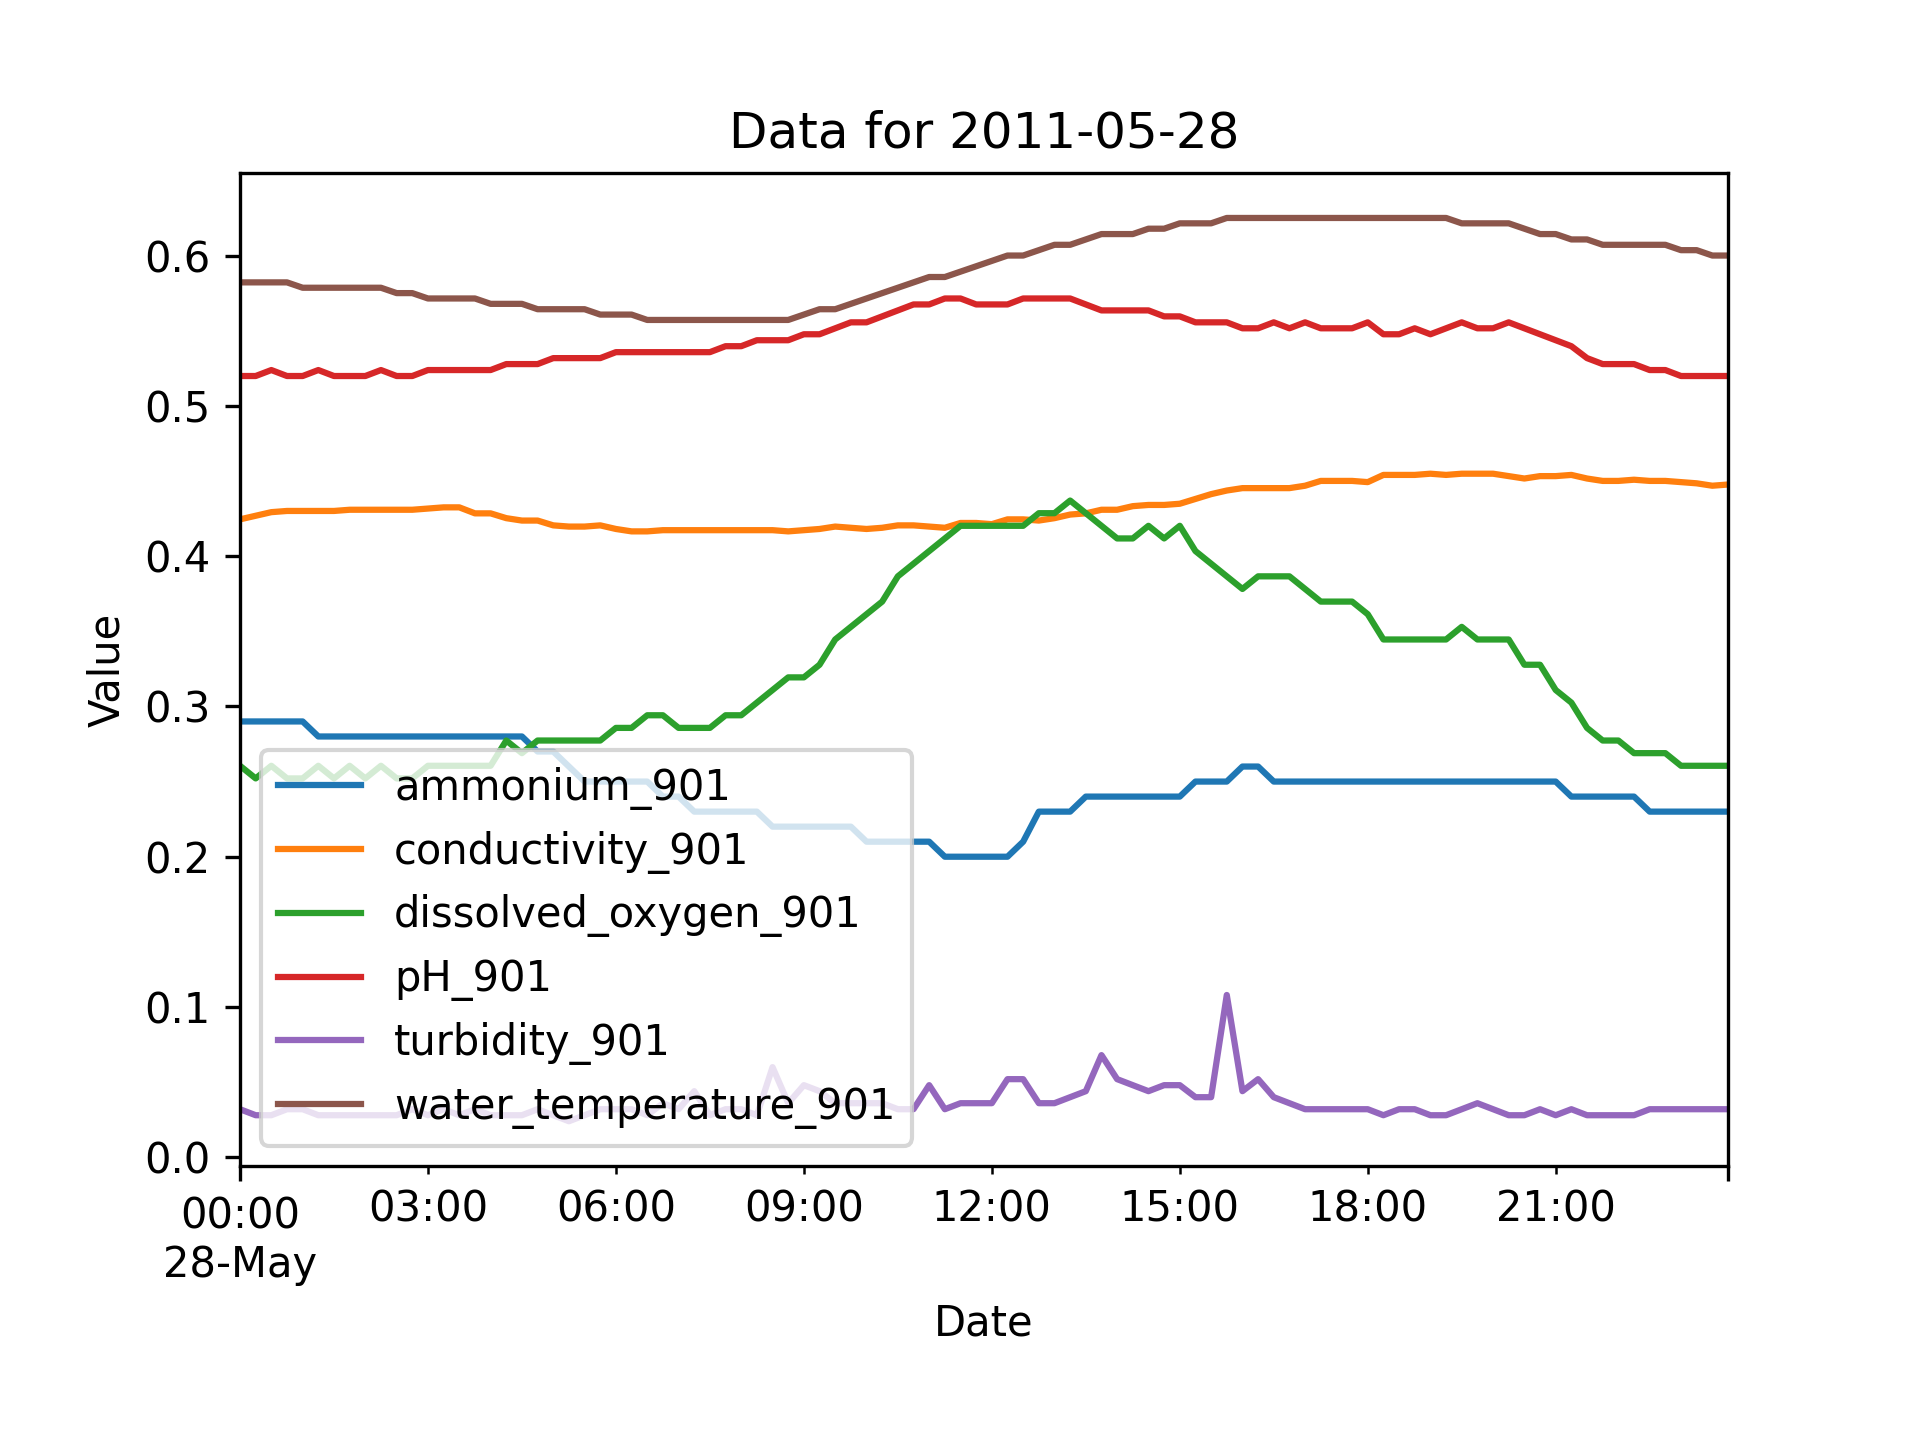 Data for 2011-05-28
Value
0.6
0.5
0.4
0.3
0.2
0.1
0.0
ammonium_901
conductivity_901
dissolved_oxygen_901
pH_901
turbidity_901
water_temperature_901
00:00 03:00 06:00 09:00 12:00 15:00 18:00 21:00
28-May
Date